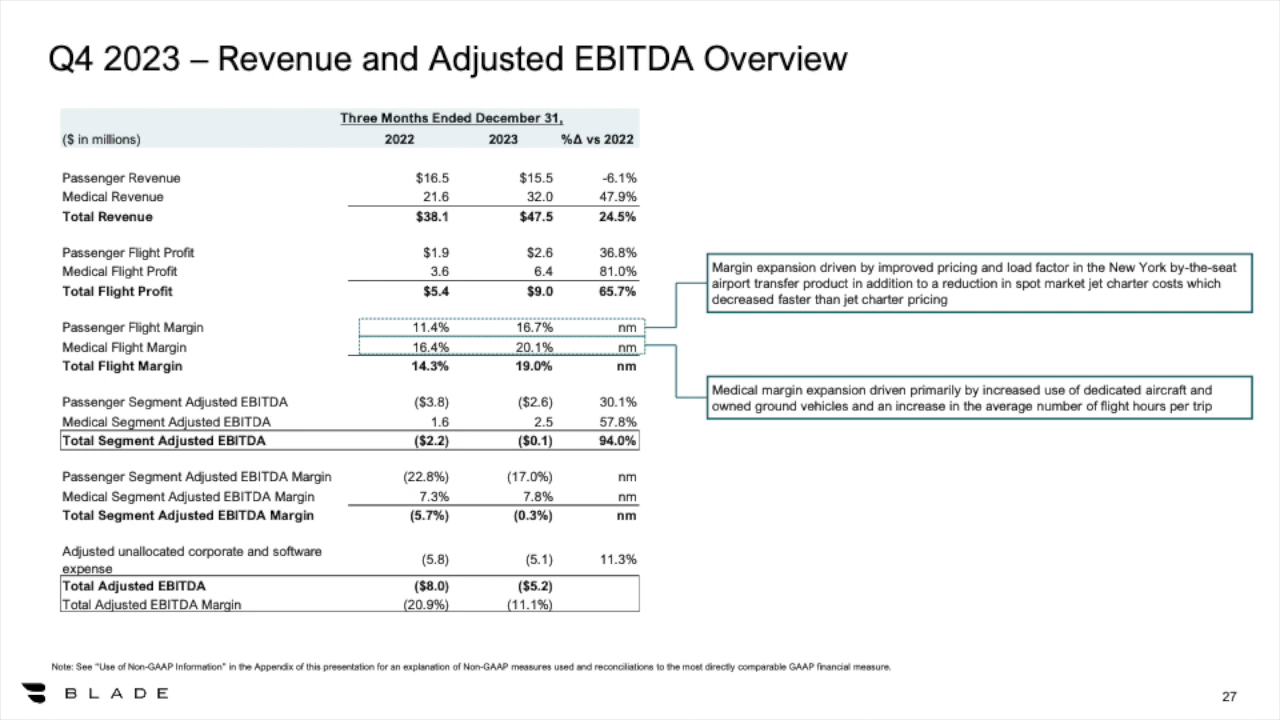 Q4 2023 – Revenue and Adjusted EBITDA Overview
Three Months Ended December 31,
($ in millions) 2022 2023 %Δ vs 2022
Passenger Revenue $16.5 $15.5 -6.1%
Medical Revenue 21.6 32.0 47.9%
Total Revenue $38.1 $47.5 24.5%
Passenger Flight Profit $1.9 $2.6 36.8%
Medical Flight Profit 3.6 6.4 81.0%
Total Flight Profit $5.4 $9.0 65.7%
Passenger Flight Margin 11.4% 16.7% nm
Medical Flight Margin 16.4% 20.1% nm
Total Flight Margin 14.3% 19.0% nm
Passenger Segment Adjusted EBITDA ($3.8) ($2.6) 30.1%
Medical Segment Adjusted EBITDA 1.6 2.5 57.8%
Total Segment Adjusted EBITDA ($2.2) ($0.1) 94.0%
Passenger Segment Adjusted EBITDA Margin (22.8%) (17.0%) nm
Medical Segment Adjusted EBITDA Margin 7.3% 7.8% nm
Total Segment Adjusted EBITDA Margin (5.7%) (0.3%) nm
Adjusted unallocated corporate and software
expense (5.8) (5.1) 11.3%
Total Adjusted EBITDA ($8.0) ($5.2)
Total Adjusted EBITDA Margin (20.9%) (11.1%)
Margin expansion driven by improved pricing and load factor in the New York by-the-seat
airport transfer product in addition to a reduction in spot market jet charter costs which
decreased faster than jet charter pricing
Medical margin expansion driven primarily by increased use of dedicated aircraft and
owned ground vehicles and an increase in the average number of flight hours per trip
Note: See "Use of Non-GAAP Information" in the Appendix of this presentation for an explanation of Non-GAAP measures used and reconciliations to the most directly comparable GAAP financial measure.
BLADE
27